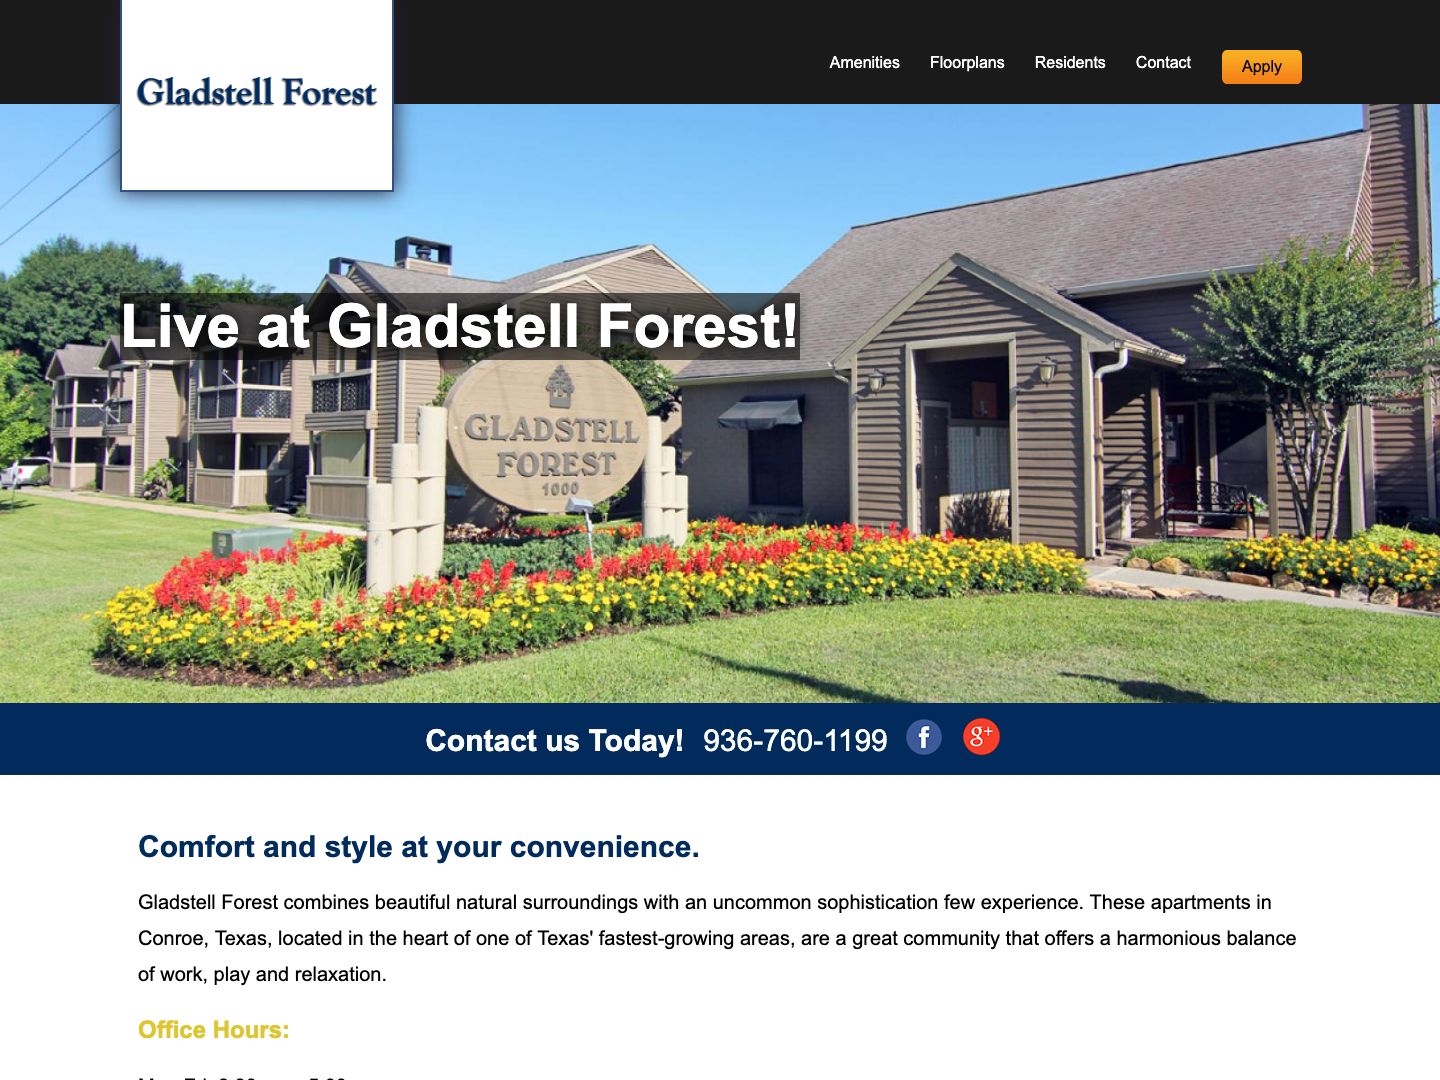 Gladstell Forest
Amenities
Floorplans
Residents
Contact
Apply
Live at Gladstell Forest!
GLADSTELL
FOREST
1000
Contact us Today! 936-760-1199
f
g+
Comfort and style at your convenience.
Gladstell Forest combines beautiful natural surroundings with an uncommon sophistication few experience. These apartments in
Conroe, Texas, located in the heart of one of Texas' fastest-growing areas, are a great community that offers a harmonious balance
of work, play and relaxation.
Office Hours: